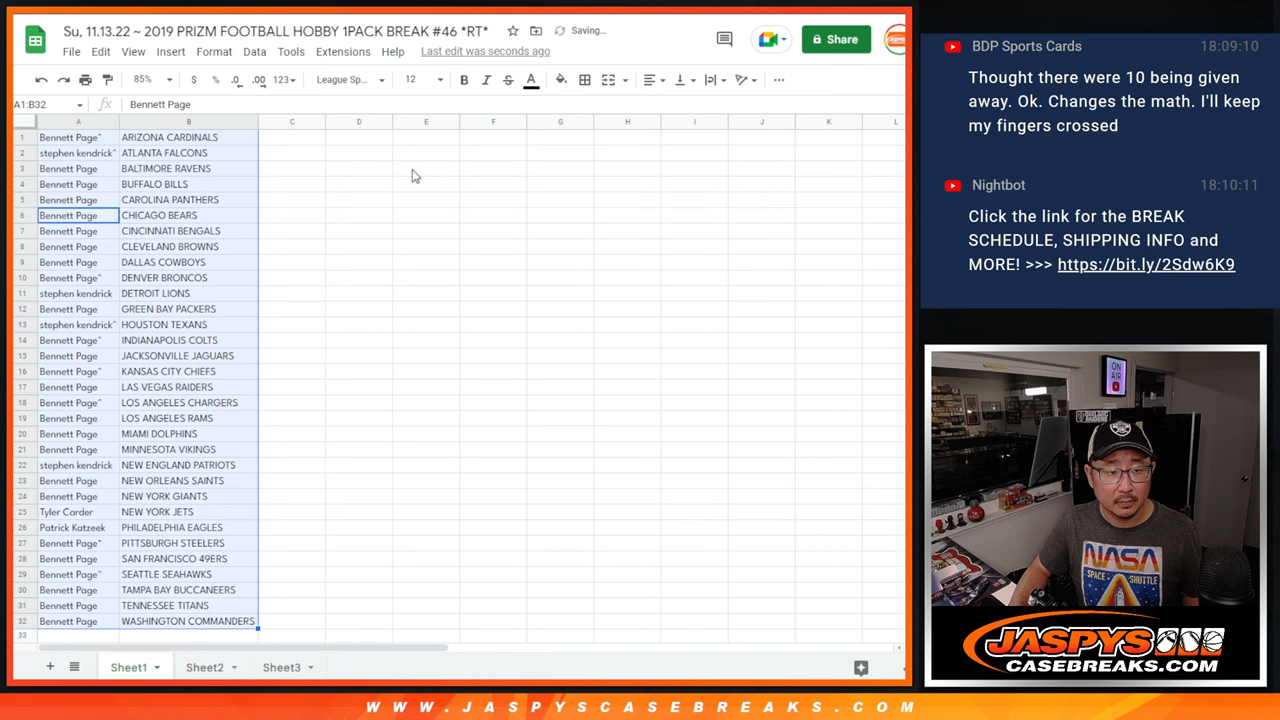 Su, 11.13.22 ~ 2019 PRIZM FOOTBALL HOBBY 1PACK BREAK #46 *RT*
Saving...
Share
File Edit View Insert Format Data Tools Extensions Help Last edit was seconds ago
85% $ % .0 .00 123 League Sp... 12 B I S A
A1:B32 fx Bennett Page
A B C D E F G H I J K L
1 Bennett Page^ ARIZONA CARDINALS
2 stephen kendrick^ ATLANTA FALCONS
3 Bennett Page BALTIMORE RAVENS
4 Bennett Page BUFFALO BILLS
5 Bennett Page CAROLINA PANTHERS
6 Bennett Page CHICAGO BEARS
7 Bennett Page CINCINNATI BENGALS
8 Bennett Page CLEVELAND BROWNS
9 Bennett Page DALLAS COWBOYS
10 Bennett Page^ DENVER BRONCOS
11 stephen kendrick DETROIT LIONS
12 Bennett Page GREEN BAY PACKERS
13 stephen kendrick^ HOUSTON TEXANS
14 Bennett Page^ INDIANAPOLIS COLTS
15 Bennett Page JACKSONVILLE JAGUARS
16 Bennett Page^ KANSAS CITY CHIEFS
17 Bennett Page LAS VEGAS RAIDERS
18 Bennett Page^ LOS ANGELES CHARGERS
19 Bennett Page LOS ANGELES RAMS
20 Bennett Page MIAMI DOLPHINS
21 Bennett Page MINNESOTA VIKINGS
22 stephen kendrick NEW ENGLAND PATRIOTS
23 Bennett Page NEW ORLEANS SAINTS
24 Bennett Page NEW YORK GIANTS
25 Tyler Carder NEW YORK JETS
26 Patrick Katzeek PHILADELPHIA EAGLES
27 Bennett Page* PITTSBURGH STEELERS
28 Bennett Page SAN FRANCISCO 49ERS
29 Bennett Page^ SEATTLE SEAHAWKS
30 Bennett Page TAMPA BAY BUCCANEERS
31 Bennett Page TENNESSEE TITANS
32 Bennett Page WASHINGTON COMMANDERS
33
Sheet1 Sheet2 Sheet3
BDP Sports Cards 18:09:10
Thought there were 10 being given
away. Ok. Changes the math. I'll keep
my fingers crossed
Nightbot 18:10:11
Click the link for the BREAK
SCHEDULE, SHIPPING INFO and
MORE! >>> https://bit.ly/2Sdw6K9
ON
AIR
NASA
SPACE SHUTTLE
JASPYS
CASEBREAKS.COM
WWW.JASPYSCASEBREAKS.COM